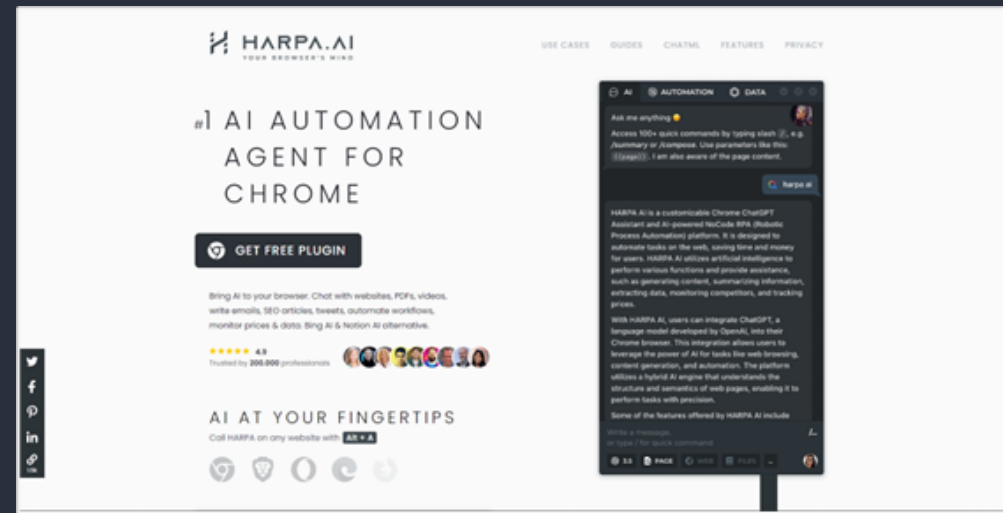 HARPA.AI
YOUR BROWSER'S MIND
USE CASES GUIDES CHATML FEATURES PRIVACY
#1 AI AUTOMATION
AGENT FOR
CHROME
GET FREE PLUGIN
Bring AI to your browser. Chat with websites, PDFs, videos,
write emails, SEO articles, tweets, automate workflows,
monitor prices & data. Bing AI & Notion AI alternative.
4.9
Trusted by 200,000 professionals
AI AT YOUR FINGERTIPS
Call HARPA on any website with Alt + A
AI AUTOMATION DATA
Ask me anything
Access 100+ quick commands by typing slash /, e.g.
/summary or /compose. Use parameters like this:
{{page}}. I am also aware of the page content.
harpa ai
HARPA AI is a customizable Chrome ChatGPT
Assistant and AI-powered NoCode RPA (Robotic
Process Automation) platform. It is designed to
automate tasks on the web, saving time and money
for users. HARPA AI utilizes artificial intelligence to
perform various functions and provide assistance,
such as generating content, summarizing information,
extracting data, monitoring competitors, and tracking
prices.
With HARPA AI, users can integrate ChatGPT, a
language model developed by OpenAI, into their
Chrome browser. This integration allows users to
leverage the power of AI for tasks like web browsing,
content generation, and automation. The platform
utilizes a hybrid AI engine that understands the
structure and semantics of web pages, enabling it to
perform tasks with precision.
Some of the features offered by HARPA AI include
Write a message,
or type / for quick command
PAGE WEB FILES